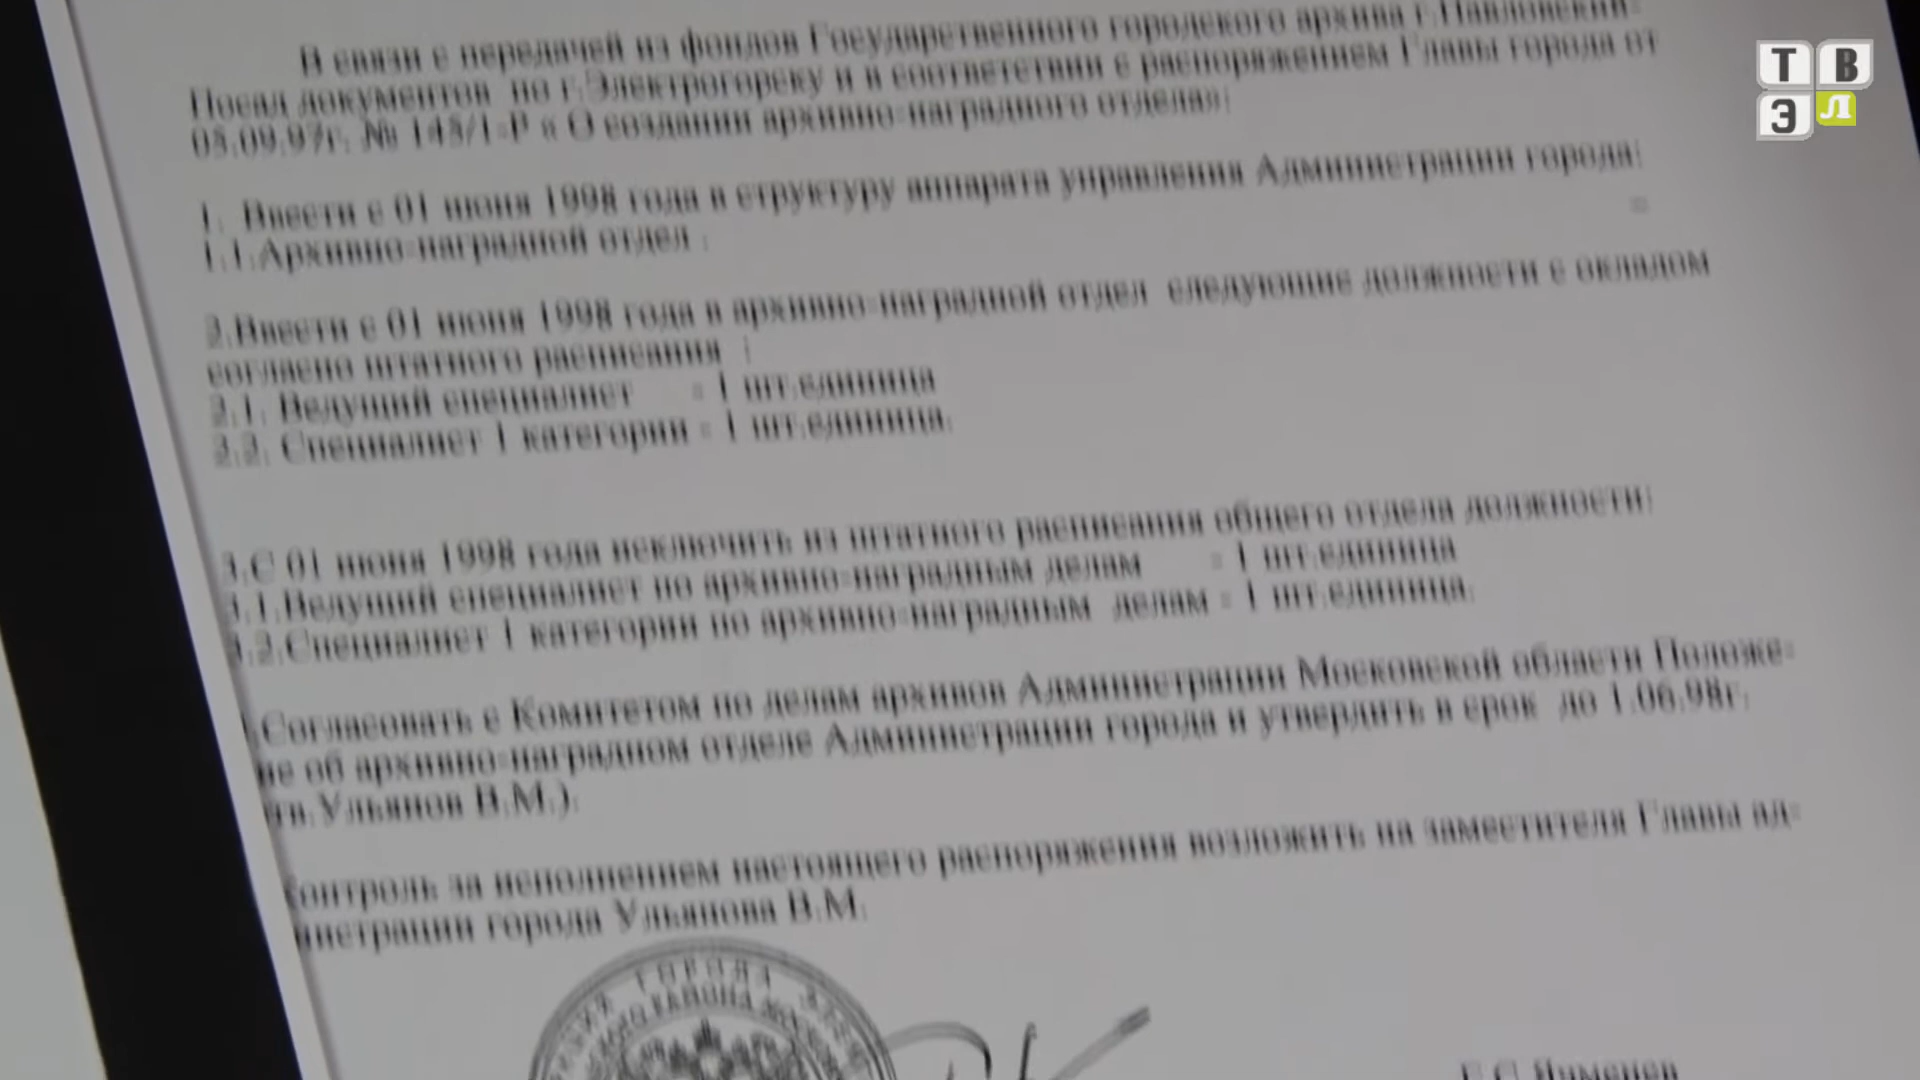 В связи с передачей из фондов Государственного городского архива г.Павловский-
Посад документов по г.Электрогорску и в соответствии с распоряжением Главы города от
03.09.97г. № 145/1-Р « О создании архивно-наградного отдела»:
1. Ввести с 01 июня 1998 года в структуру аппарата управления Администрации города:
1.1.Архивно-наградной отдел .
2.Ввести с 01 июня 1998 года в архивно-наградной отдел следующие должности с окладом
согласно штатного расписания :
2.1. Ведущий специалист - 1 шт.единица
2.2. Специалист 1 категории - 1 шт.единица.
3.С 01 июня 1998 года исключить из штатного расписания общего отдела должности:
3.1.Ведущий специалист по архивно-наградным делам - 1 шт.единица
3.2.Специалист 1 категории по архивно-наградным делам - 1 шт.единица.
Согласовать с Комитетом по делам архивов Администрации Московской области Положе-
ие об архивно-наградном отделе Администрации города и утвердить в срок до 1.06.98г.
тв.Ульянов В.М.).
онтроль за исполнением настоящего распоряжения возложить на заместителя Главы ад-
инистрации города Ульянова В.М.
ГОРОДА
ТВ
ЭЛ